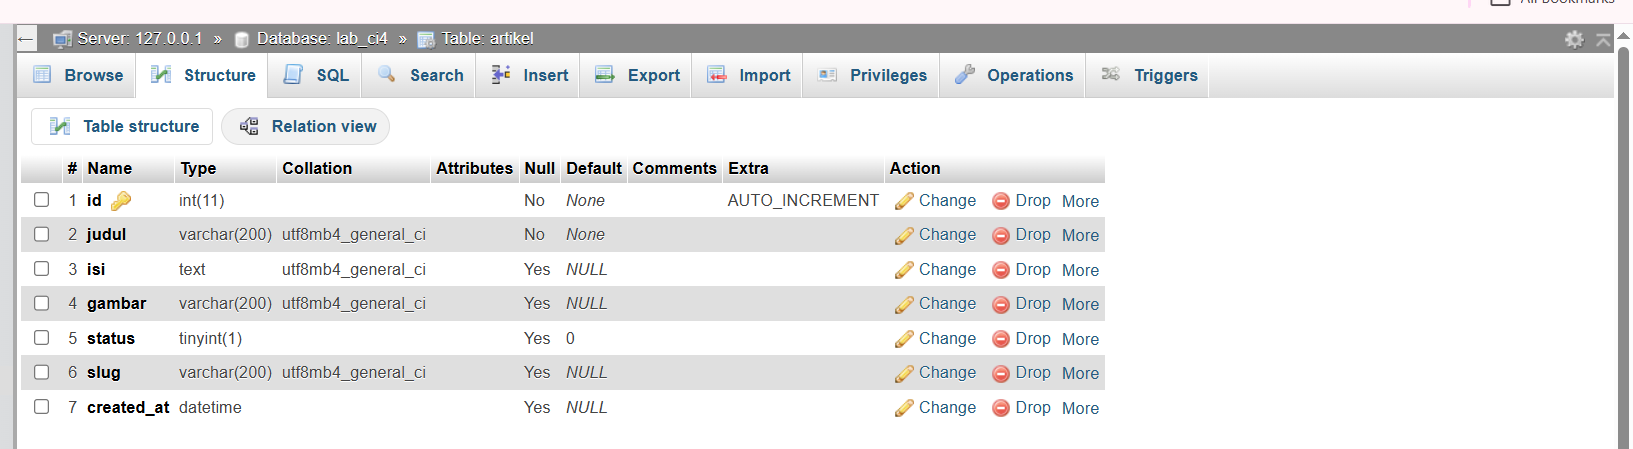 All Bookmarks
← Server: 127.0.0.1 » Database: lab_ci4 » Table: artikel
Browse Structure SQL Search Insert Export Import Privileges Operations Triggers
Table structure Relation view
# Name Type Collation Attributes Null Default Comments Extra Action
1 id int(11) No None AUTO_INCREMENT Change Drop More
2 judul varchar(200) utf8mb4_general_ci No None Change Drop More
3 isi text utf8mb4_general_ci Yes NULL Change Drop More
4 gambar varchar(200) utf8mb4_general_ci Yes NULL Change Drop More
5 status tinyint(1) Yes 0 Change Drop More
6 slug varchar(200) utf8mb4_general_ci Yes NULL Change Drop More
7 created_at datetime Yes NULL Change Drop More